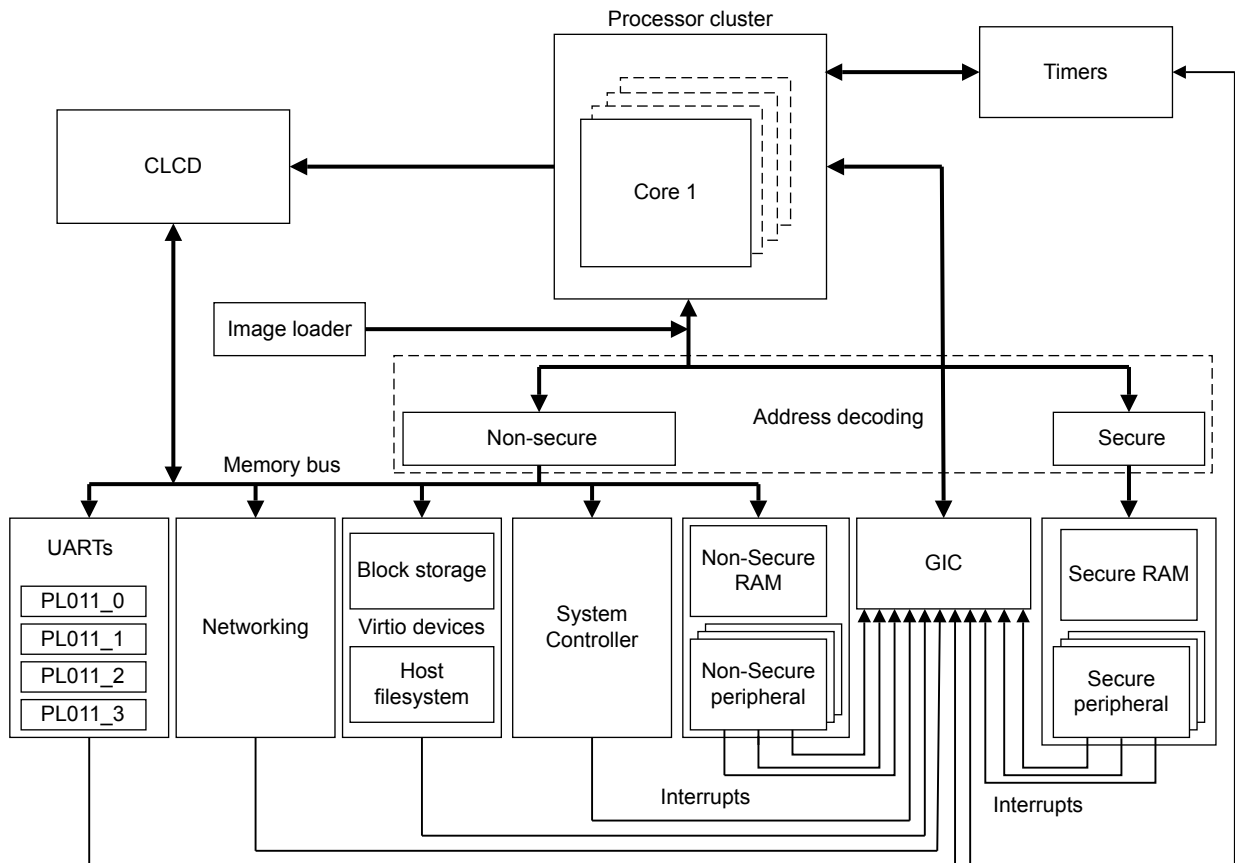 Processor cluster
Timers
CLCD
Core 1
Image loader
Address decoding
Non-secure
Secure
Memory bus
UARTs
PL011_0
PL011_1
PL011_2
PL011_3
Networking
Block storage
Virtio devices
Host
filesystem
System
Controller
Non-Secure
RAM
Non-Secure
peripheral
GIC
Secure RAM
Secure
peripheral
Interrupts
Interrupts